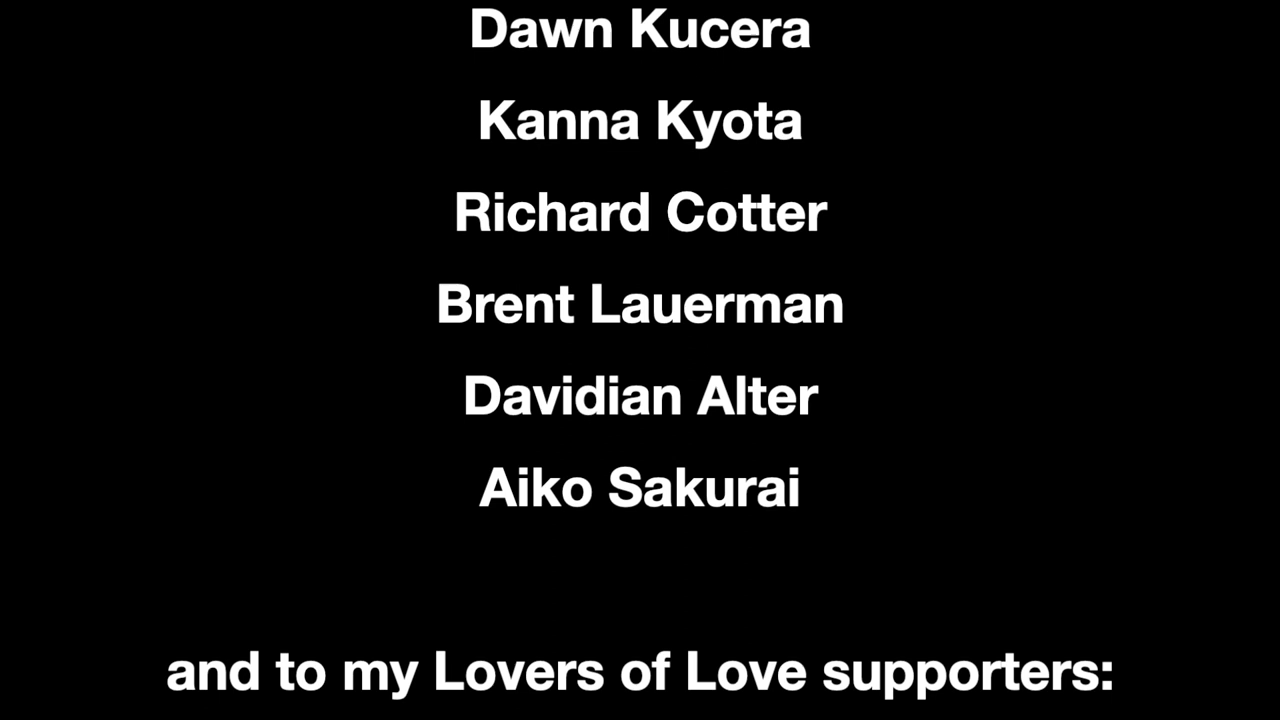 Dawn Kucera
Kanna Kyota
Richard Cotter
Brent Lauerman
Davidian Alter
Aiko Sakurai
and to my Lovers of Love supporters: